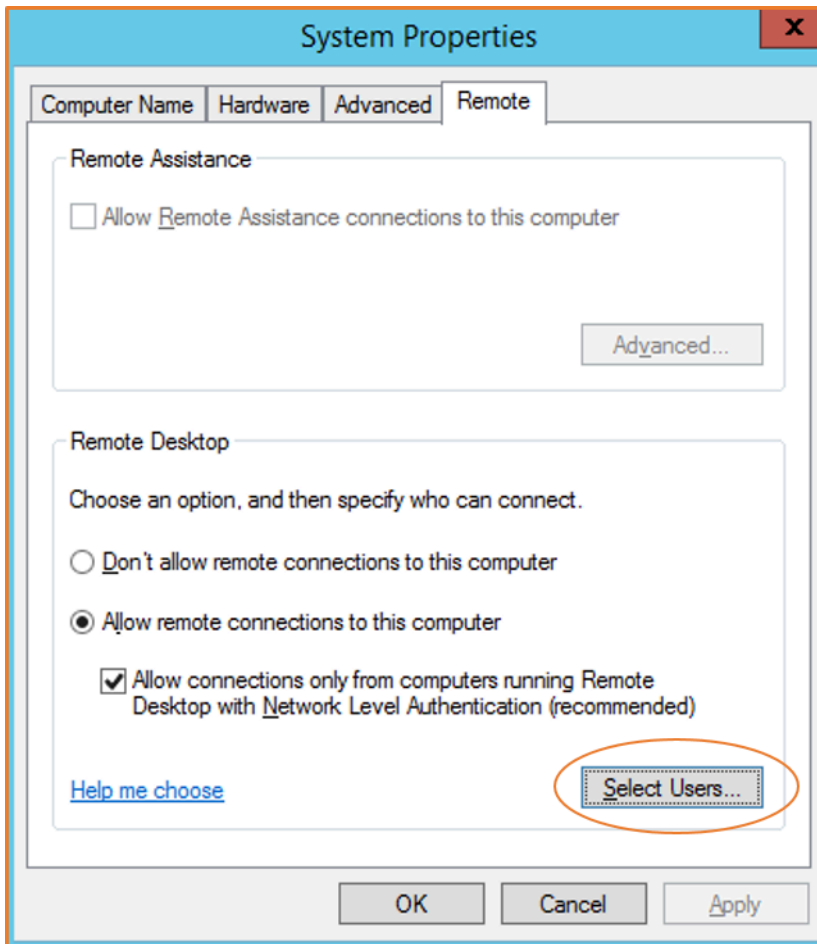 System Properties
x
Computer Name Hardware Advanced Remote
Remote Assistance
Allow Remote Assistance connections to this computer
Advanced...
Remote Desktop
Choose an option, and then specify who can connect.
Don't allow remote connections to this computer
Allow remote connections to this computer
Allow connections only from computers running Remote
Desktop with Network Level Authentication (recommended)
Help me choose
Select Users...
OK Cancel Apply